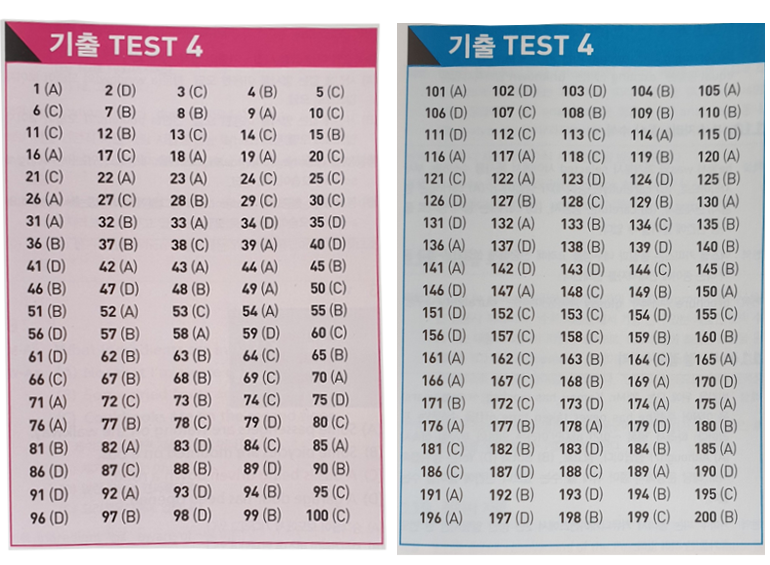 기출 TEST 4
1 (A) 2 (D) 3 (C) 4 (B) 5 (C)
6 (C) 7 (B) 8 (B) 9 (A) 10 (C)
11 (C) 12 (B) 13 (C) 14 (C) 15 (B)
16 (A) 17 (C) 18 (A) 19 (A) 20 (C)
21 (C) 22 (A) 23 (A) 24 (C) 25 (C)
26 (A) 27 (C) 28 (B) 29 (C) 30 (C)
31 (A) 32 (B) 33 (A) 34 (D) 35 (D)
36 (B) 37 (B) 38 (C) 39 (A) 40 (D)
41 (D) 42 (A) 43 (A) 44 (A) 45 (B)
46 (B) 47 (D) 48 (B) 49 (A) 50 (C)
51 (B) 52 (A) 53 (C) 54 (A) 55 (B)
56 (D) 57 (B) 58 (A) 59 (D) 60 (C)
61 (D) 62 (B) 63 (B) 64 (C) 65 (B)
66 (C) 67 (B) 68 (B) 69 (C) 70 (A)
71 (A) 72 (C) 73 (B) 74 (C) 75 (D)
76 (A) 77 (B) 78 (C) 79 (D) 80 (C)
81 (B) 82 (A) 83 (D) 84 (C) 85 (A)
86 (D) 87 (C) 88 (B) 89 (D) 90 (B)
91 (D) 92 (A) 93 (D) 94 (B) 95 (C)
96 (D) 97 (B) 98 (D) 99 (B) 100 (C)
기출 TEST 4
101 (A) 102 (D) 103 (D) 104 (B) 105 (A)
106 (D) 107 (C) 108 (B) 109 (B) 110 (B)
111 (D) 112 (C) 113 (C) 114 (A) 115 (D)
116 (A) 117 (A) 118 (C) 119 (B) 120 (A)
121 (C) 122 (A) 123 (D) 124 (D) 125 (B)
126 (D) 127 (B) 128 (C) 129 (B) 130 (A)
131 (D) 132 (A) 133 (B) 134 (C) 135 (B)
136 (A) 137 (D) 138 (B) 139 (D) 140 (B)
141 (A) 142 (D) 143 (D) 144 (C) 145 (B)
146 (D) 147 (A) 148 (C) 149 (B) 150 (A)
151 (D) 152 (C) 153 (C) 154 (D) 155 (C)
156 (D) 157 (C) 158 (C) 159 (B) 160 (B)
161 (A) 162 (C) 163 (B) 164 (C) 165 (A)
166 (A) 167 (C) 168 (B) 169 (A) 170 (D)
171 (B) 172 (C) 173 (D) 174 (A) 175 (A)
176 (A) 177 (B) 178 (A) 179 (D) 180 (B)
181 (C) 182 (B) 183 (D) 184 (B) 185 (A)
186 (C) 187 (D) 188 (C) 189 (A) 190 (D)
191 (A) 192 (B) 193 (D) 194 (B) 195 (C)
196 (A) 197 (D) 198 (B) 199 (C) 200 (B)